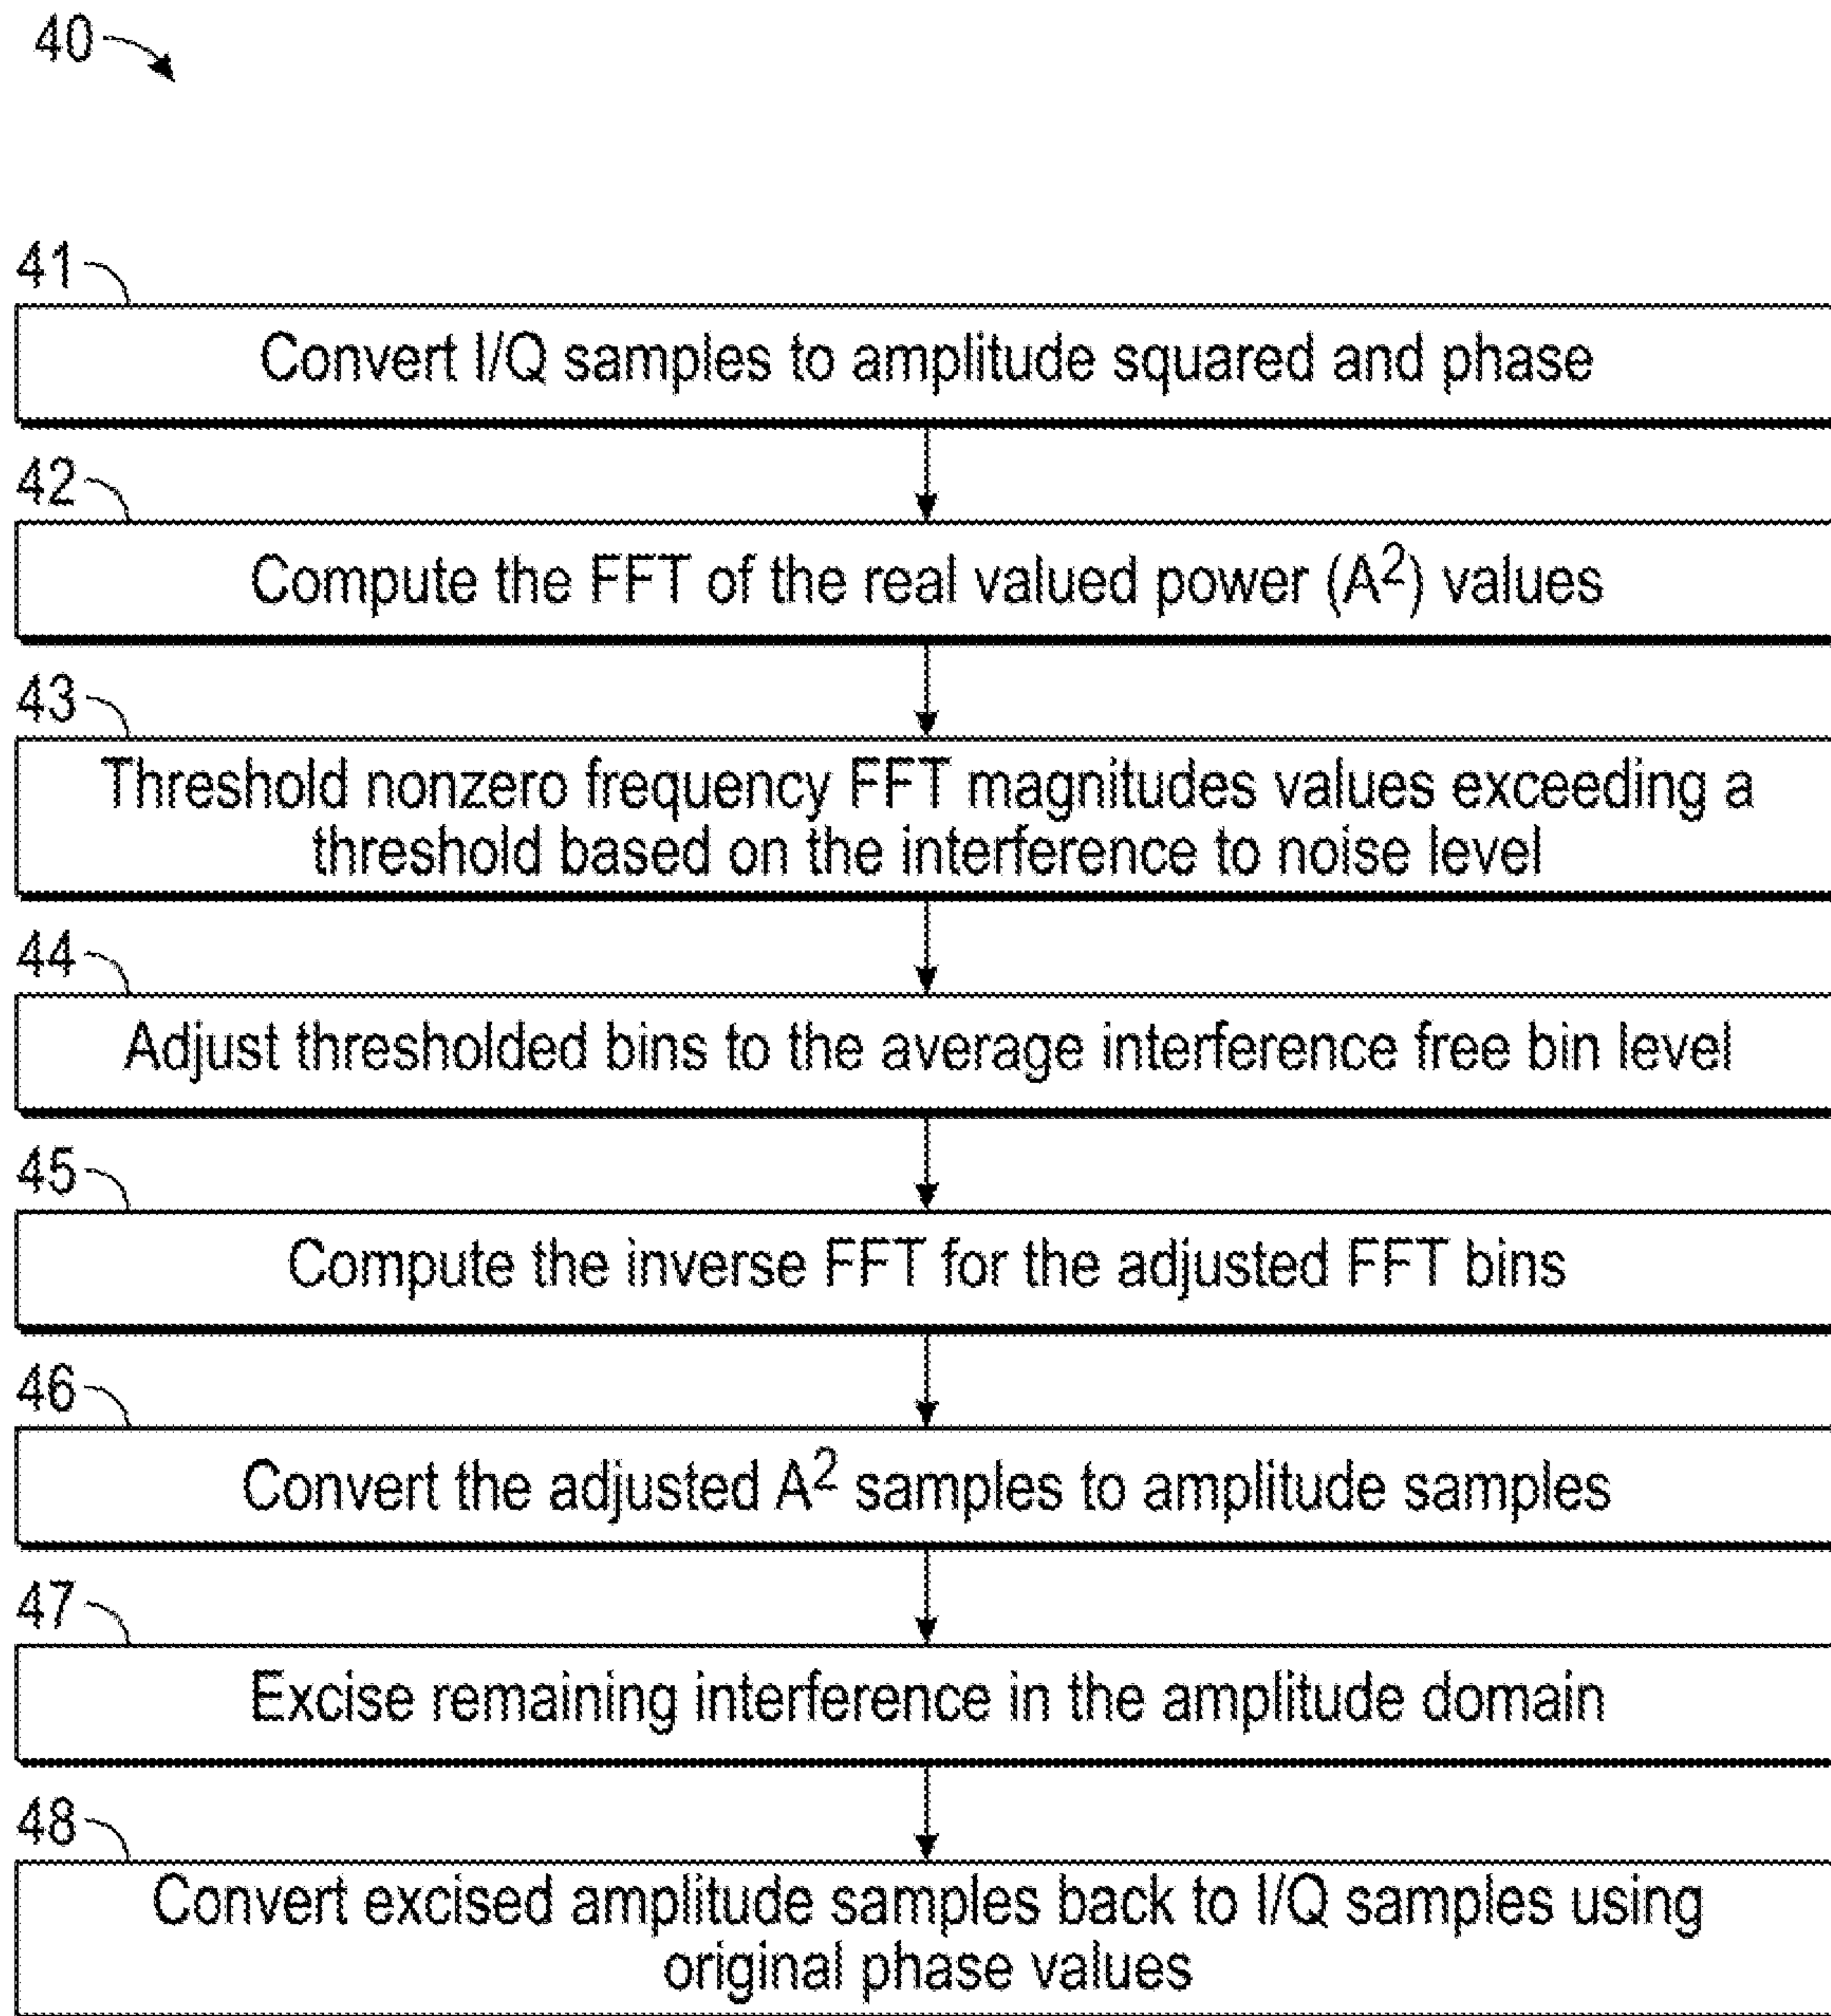 40
41
Convert I/Q samples to amplitude squared and phase
42
Compute the FFT of the real valued power (A²) values
43
Threshold nonzero frequency FFT magnitudes values exceeding a
threshold based on the interference to noise level
44
Adjust thresholded bins to the average interference free bin level
45
Compute the inverse FFT for the adjusted FFT bins
46
Convert the adjusted A² samples to amplitude samples
47
Excise remaining interference in the amplitude domain
48
Convert excised amplitude samples back to I/Q samples using
original phase values